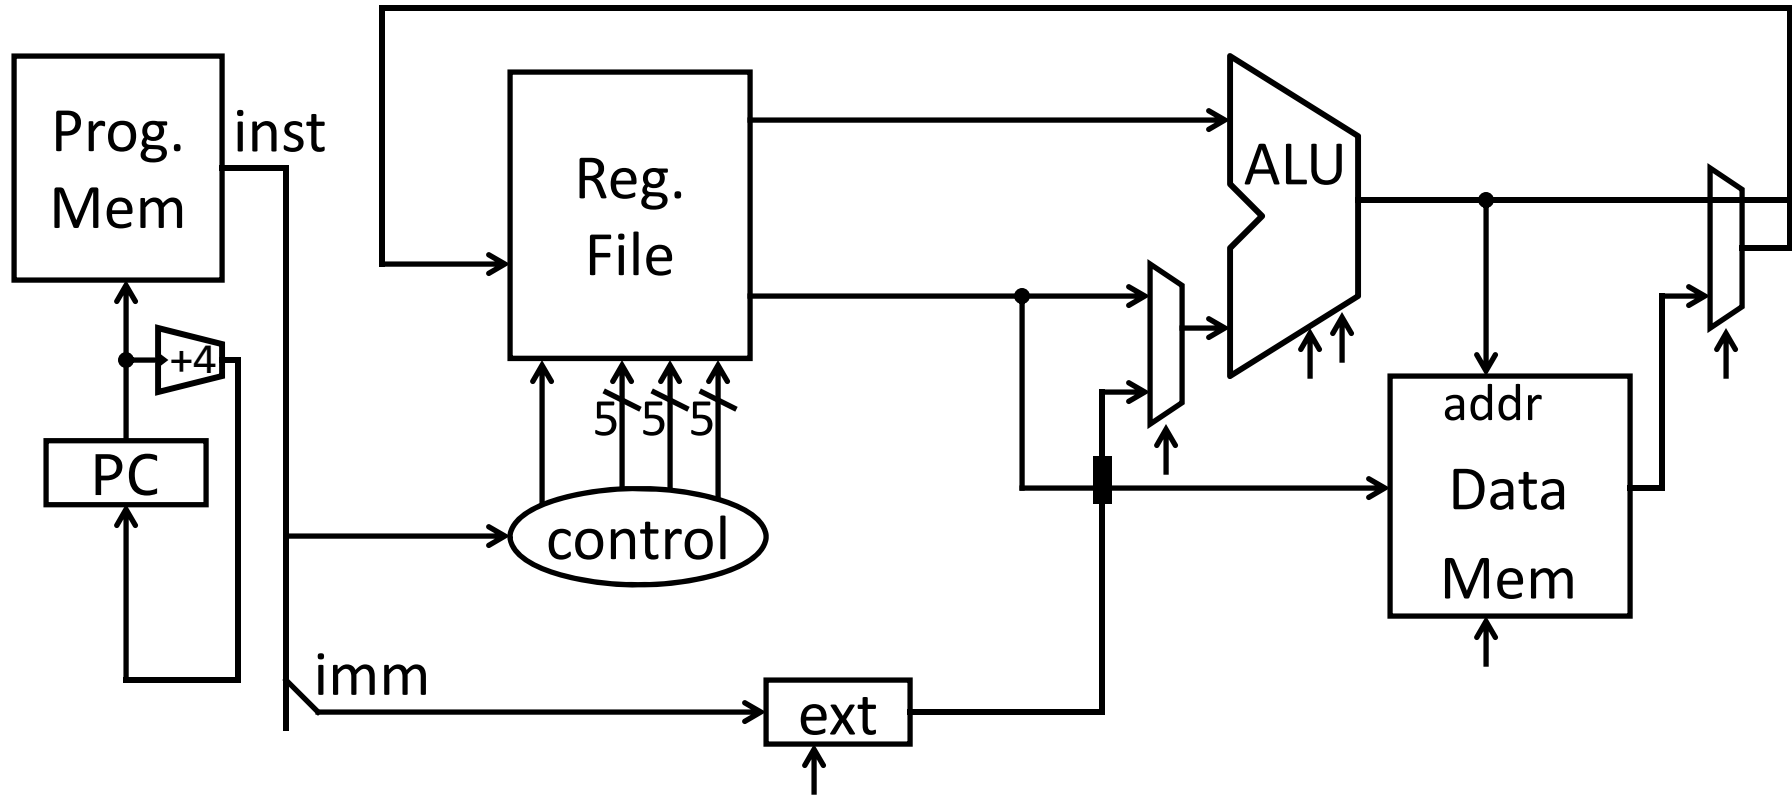 Prog.
Mem
inst
Reg.
File
ALU
+4
PC
5 5 5
addr
Data
Mem
control
imm
ext